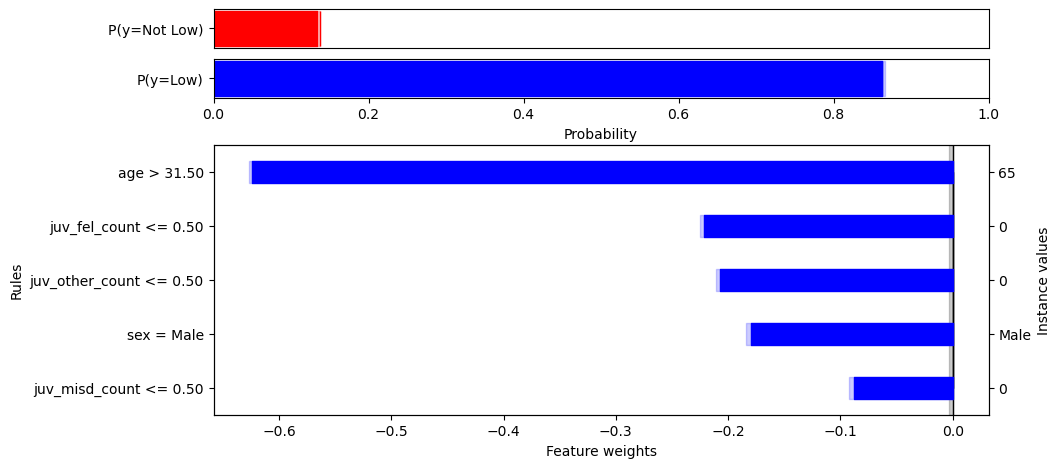 P(y=Not Low)
P(y=Low)
0.0 0.2 0.4 0.6 0.8 1.0
Probability
age > 31.50 65
juv_fel_count <= 0.50 0
juv_other_count <= 0.50 0
sex = Male Male
juv_misd_count <= 0.50 0
Rules
Instance values
−0.6 −0.5 −0.4 −0.3 −0.2 −0.1 0.0
Feature weights